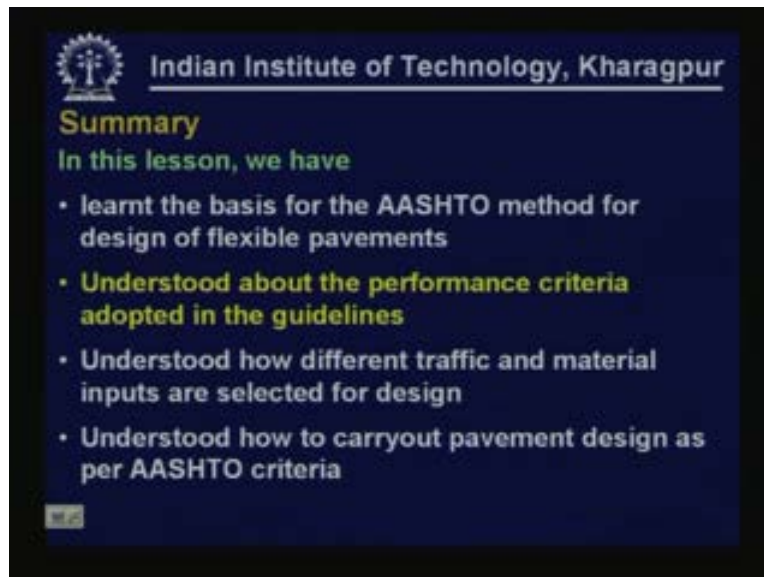 Indian Institute of Technology, Kharagpur
Summary
In this lesson, we have
• learnt the basis for the AASHTO method for
design of flexible pavements
• Understood about the performance criteria
adopted in the guidelines
• Understood how different traffic and material
inputs are selected for design
• Understood how to carryout pavement design as
per AASHTO criteria